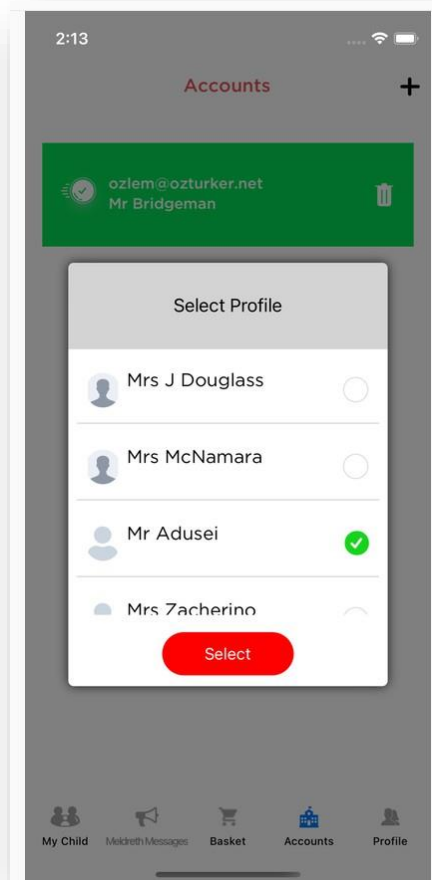 2:13
Accounts
+
ozlem@ozturker.net
Mr Bridgeman
Select Profile
Mrs J Douglass
Mrs McNamara
Mr Adusei
Mrs Zacherino
Select
My Child
Meldreth Messages
Basket
Accounts
Profile